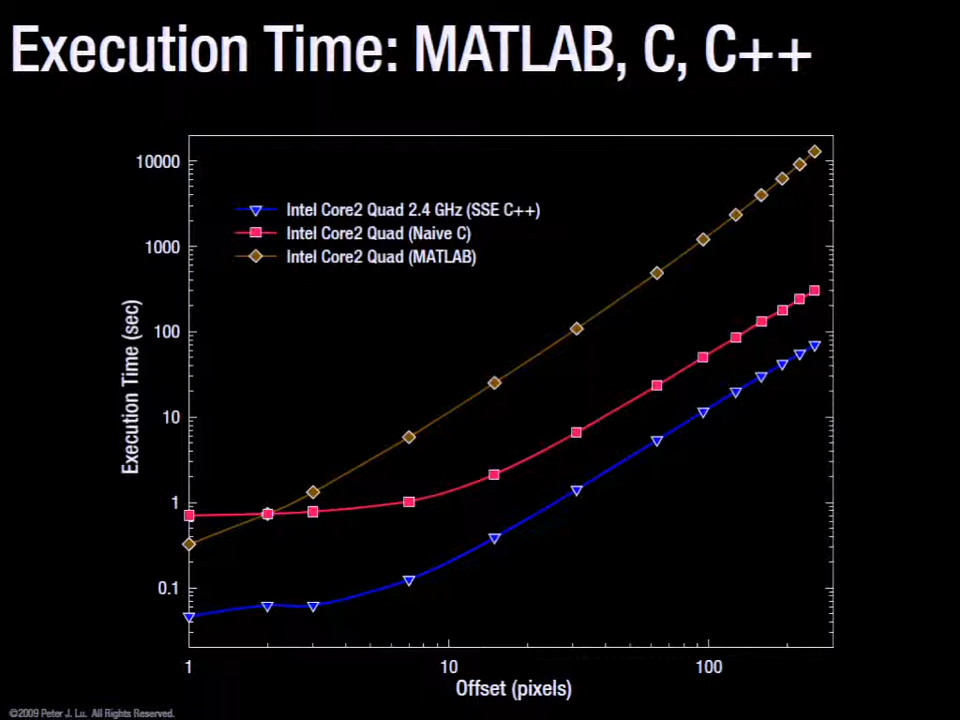 Execution Time: MATLAB, C, C++
Intel Core2 Quad 2.4 GHz (SSE C++)
Intel Core2 Quad (Naive C)
Intel Core2 Quad (MATLAB)
Execution Time (sec)
10000
1000
100
10
1
0.1
1 10 100
Offset (pixels)
©2009 Peter J. Lu. All Rights Reserved.